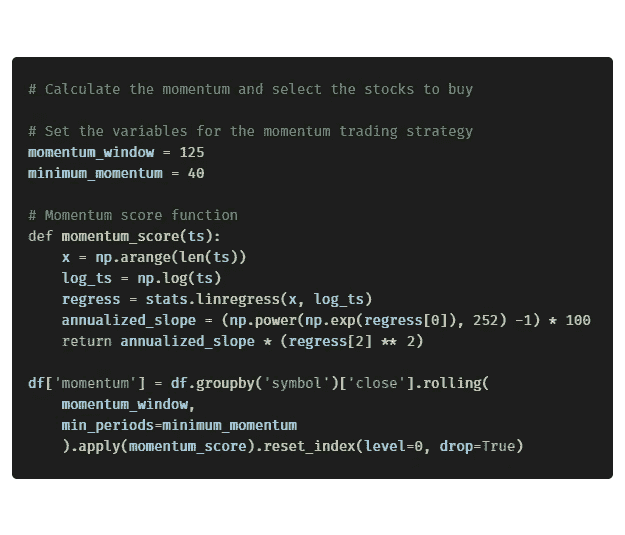 # Calculate the momentum and select the stocks to buy

# Set the variables for the momentum trading strategy
momentum_window = 125
minimum_momentum = 40

# Momentum score function
def momentum_score(ts):
    x = np.arange(len(ts))
    log_ts = np.log(ts)
    regress = stats.linregress(x, log_ts)
    annualized_slope = (np.power(np.exp(regress[0]), 252) -1) * 100
    return annualized_slope * (regress[2] ** 2)

df['momentum'] = df.groupby('symbol')['close'].rolling(
    momentum_window,
    min_periods=minimum_momentum
    ).apply(momentum_score).reset_index(level=0, drop=True)